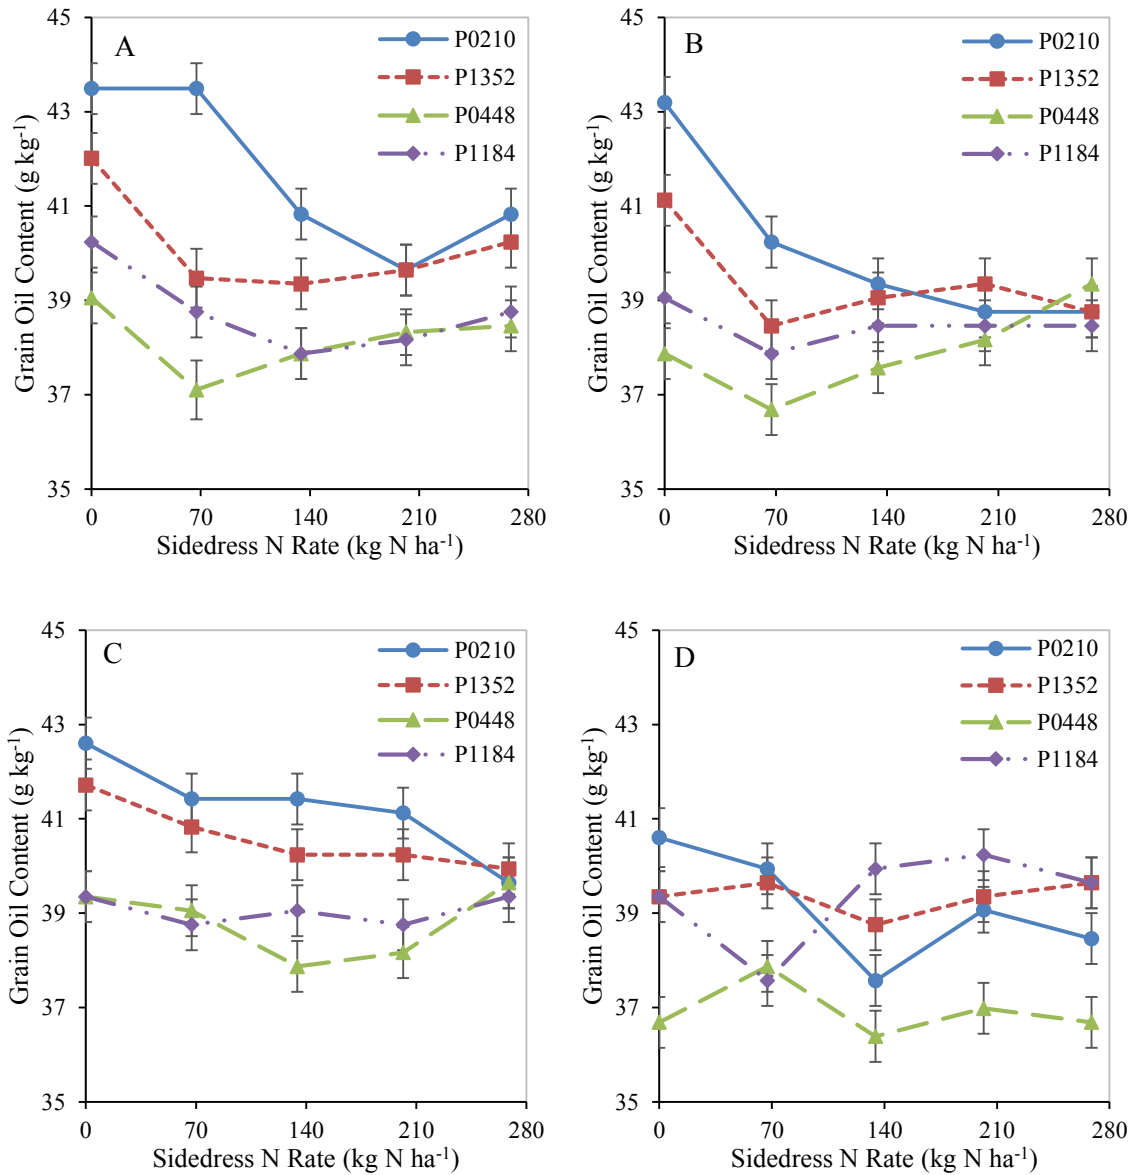 A
45
43
41
39
37
35
Grain Oil Content (g kg-1)
P0210
P1352
P0448
P1184
0 70 140 210 280
Sidedress N Rate (kg N ha-1)
B
45
43
41
39
37
35
Grain Oil Content (g kg-1)
P0210
P1352
P0448
P1184
0 70 140 210 280
Sidedress N Rate (kg N ha-1)
C
45
43
41
39
37
35
Grain Oil Content (g kg-1)
P0210
P1352
P0448
P1184
0 70 140 210 280
Sidedress N Rate (kg N ha-1)
D
45
43
41
39
37
35
Grain Oil Content (g kg-1)
P0210
P1352
P0448
P1184
0 70 140 210 280
Sidedress N Rate (kg N ha-1)